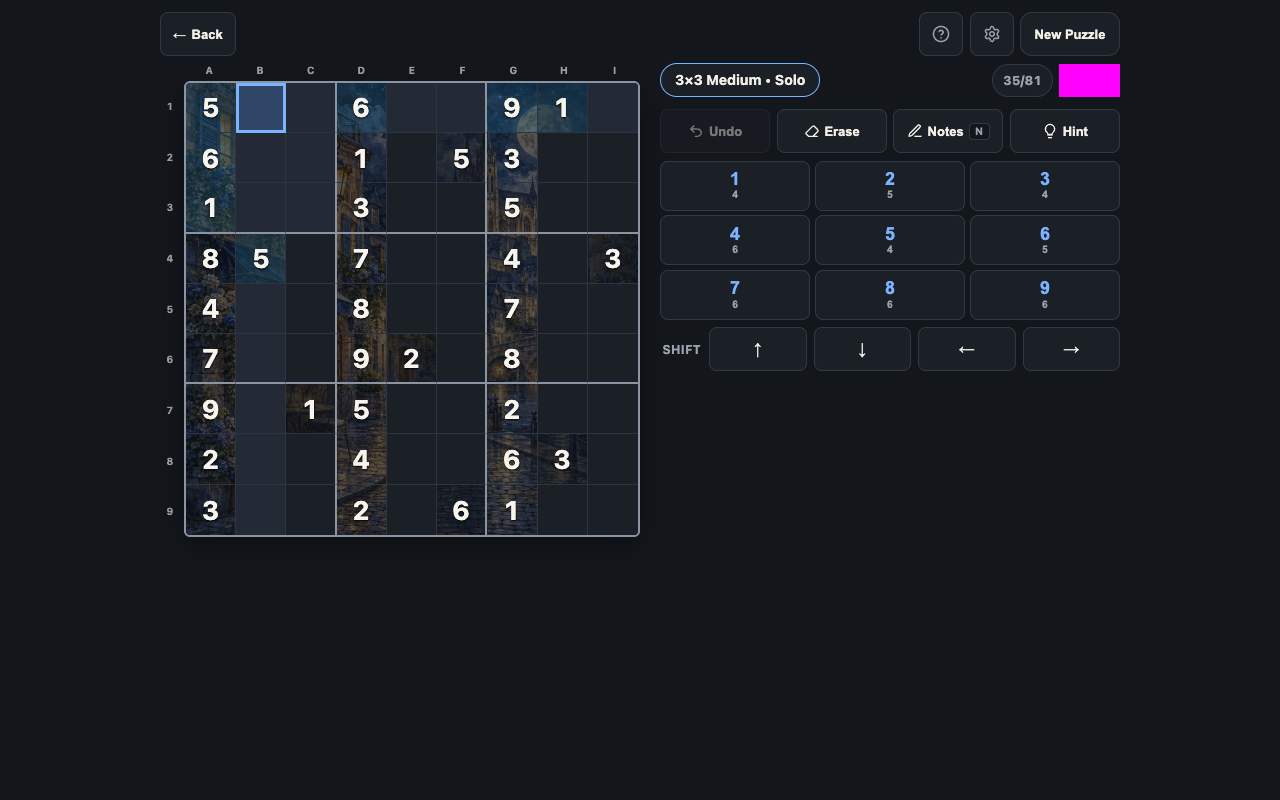 ← Back
New Puzzle
A B C D E F G H I
3×3 Medium • Solo
35/81
1 5 6 9 1
2 6 1 5 3
3 1 3 5
4 8 5 7 4 3
5 4 8 7
6 7 9 2 8
7 9 1 5 2
8 2 4 6 3
9 3 2 6 1
Undo
Erase
Notes N
Hint
1 2 3
4 5 4
4 5 6
6 4 5
7 8 9
6 6 6
SHIFT ↑ ↓ ← →